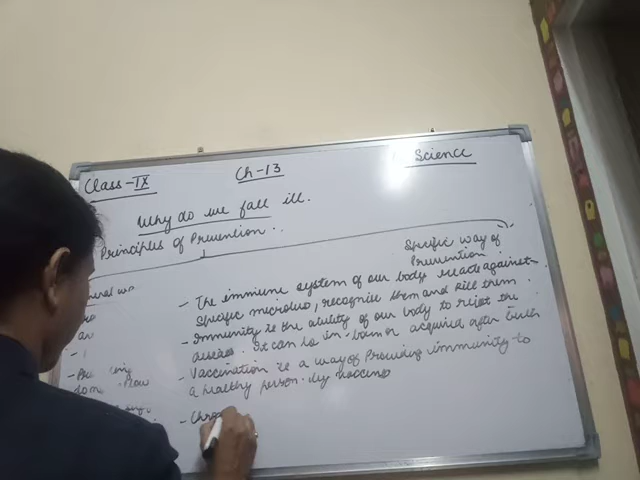 Class-IX
Ch-13
Science
Why do we fall ill.
Principles of Prevention..
Specific way of
Prevention
- The immune system of our body reacts against
Specific microbes, recognise them and kill them.
- Immunity is the ability of our body to resist the
disease. It can be in-born or acquired after birth
- Vaccination is a way of Providing immunity to
a healthy person by